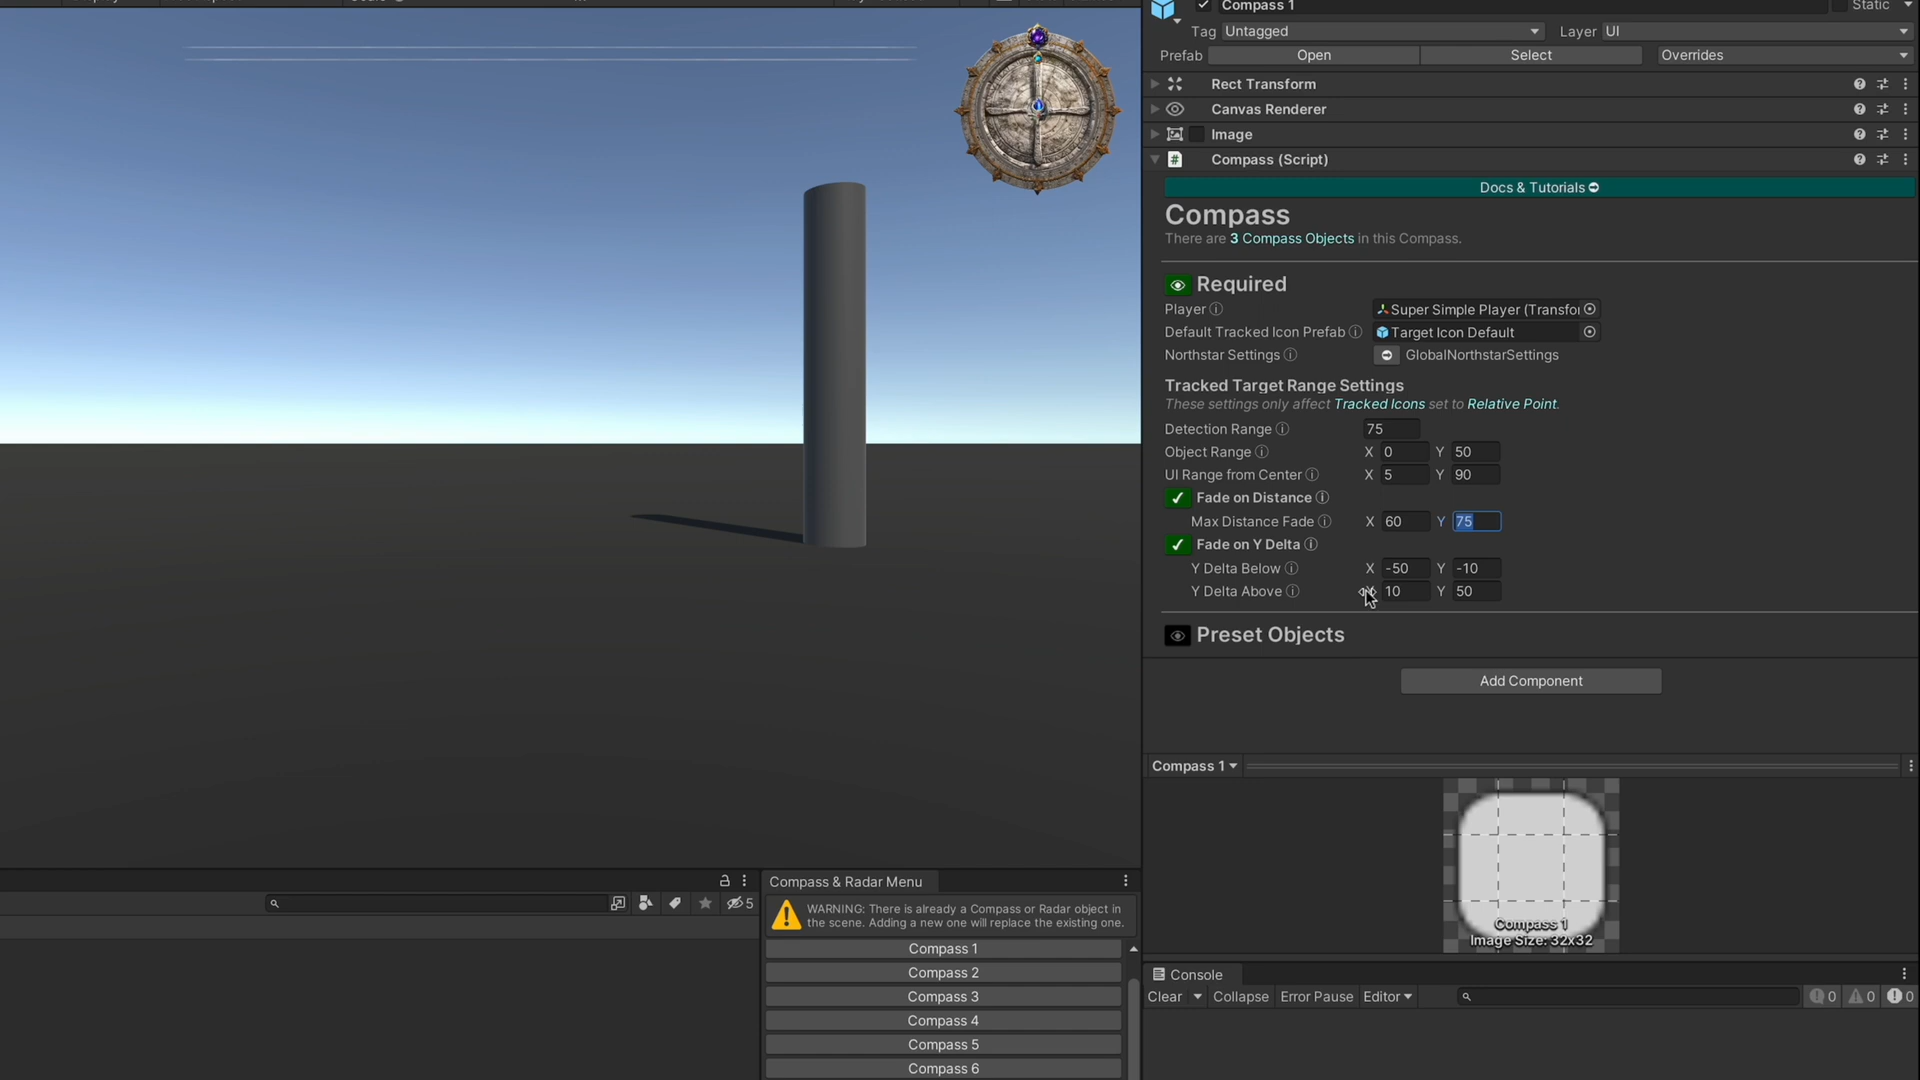 Compass 1
Static
Tag Untagged Layer UI
Prefab Open Select Overrides
Rect Transform
Canvas Renderer
Image
# Compass (Script)
Docs & Tutorials
Compass
There are 3 Compass Objects in this Compass.
Required
Player Super Simple Player (Transfo
Default Tracked Icon Prefab Target Icon Default
Northstar Settings GlobalNorthstarSettings
Tracked Target Range Settings
These settings only affect Tracked Icons set to Relative Point.
Detection Range 75
Object Range X 0 Y 50
UI Range from Center X 5 Y 90
Fade on Distance
Max Distance Fade X 60 Y 75
Fade on Y Delta
Y Delta Below X -50 Y -10
Y Delta Above 10 Y 50
Preset Objects
Add Component
Compass 1
Compass 1
Image Size: 32x32
5
Compass & Radar Menu
WARNING: There is already a Compass or Radar object in
the scene. Adding a new one will replace the existing one.
Compass 1
Compass 2
Compass 3
Compass 4
Compass 5
Compass 6
Console
Clear Collapse Error Pause Editor 0 0 0